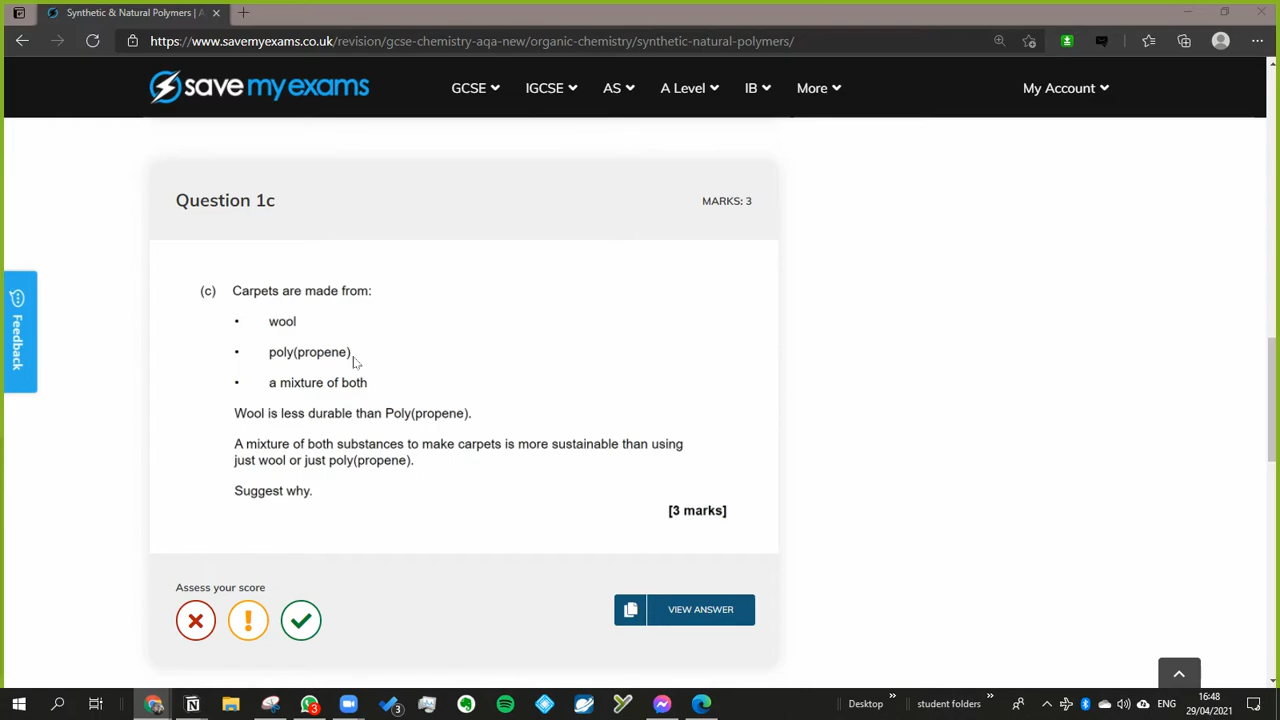 Synthetic & Natural Polymers | A
https://www.savemyexams.co.uk/revision/gcse-chemistry-aqa-new/organic-chemistry/synthetic-natural-polymers/
save my exams
GCSE
IGCSE
AS
A Level
IB
More
My Account
Question 1c
MARKS: 3
(c) Carpets are made from:
• wool
• poly(propene)
• a mixture of both
Wool is less durable than Poly(propene).
A mixture of both substances to make carpets is more sustainable than using
just wool or just poly(propene).
Suggest why.
[3 marks]
Feedback
Assess your score
VIEW ANSWER
3
3
Desktop
»
student folders
»
ENG
16:48
29/04/2021